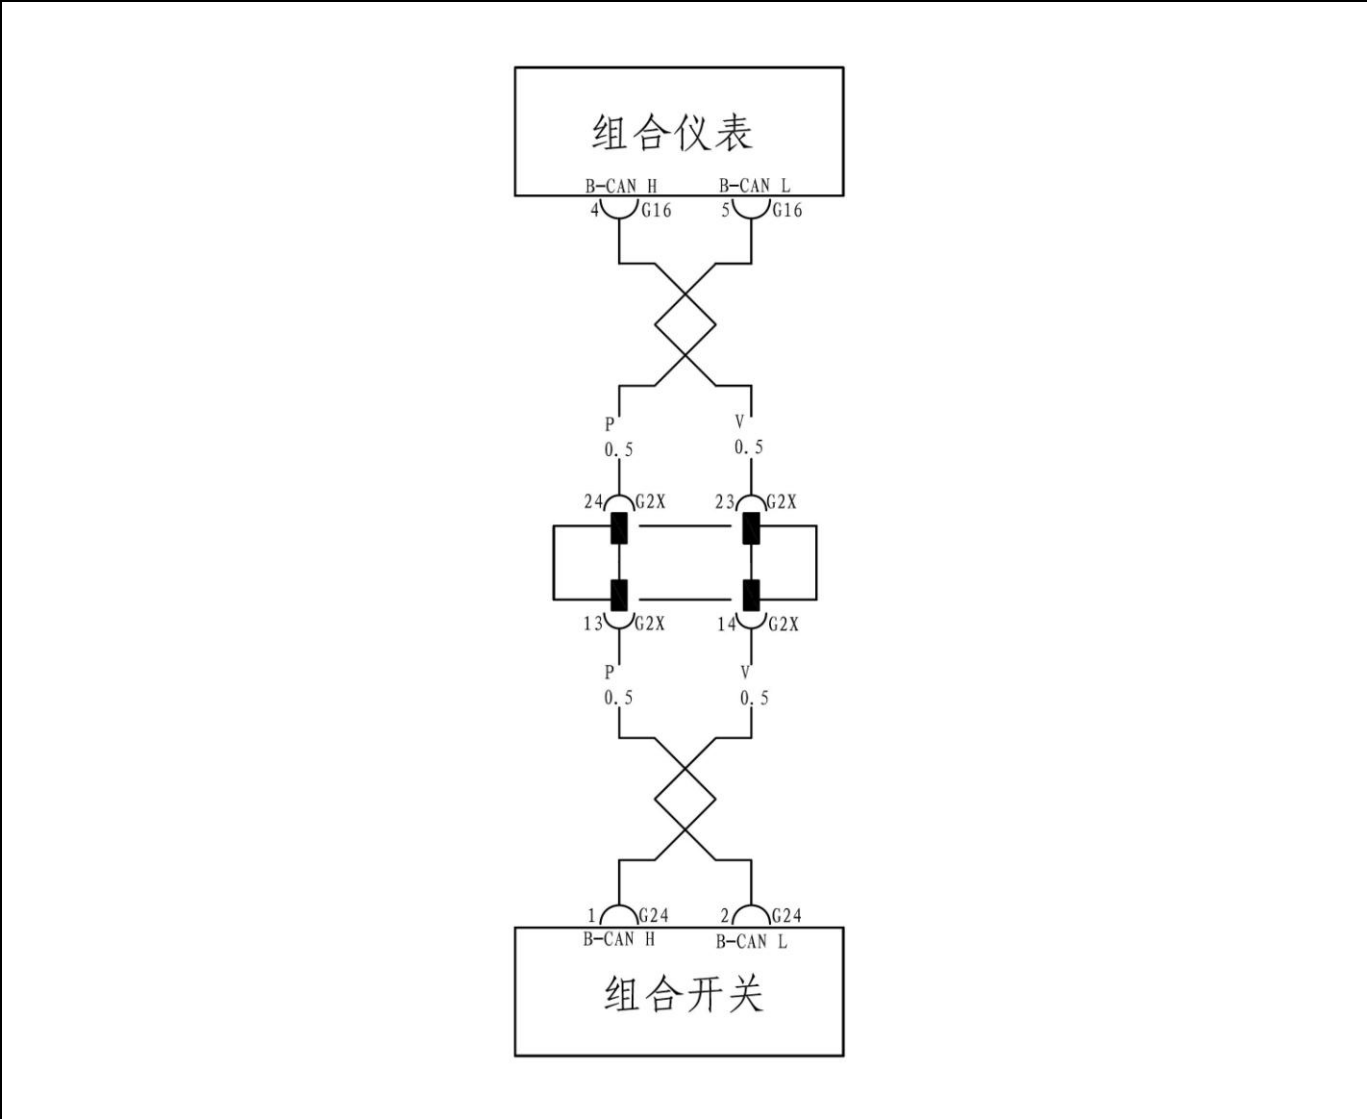 组合仪表
B-CAN H B-CAN L
4 G16 5 G16
P V
0.5 0.5
24 G2X 23 G2X
13 G2X 14 G2X
P V
0.5 0.5
1 G24 2 G24
B-CAN H B-CAN L
组合开关